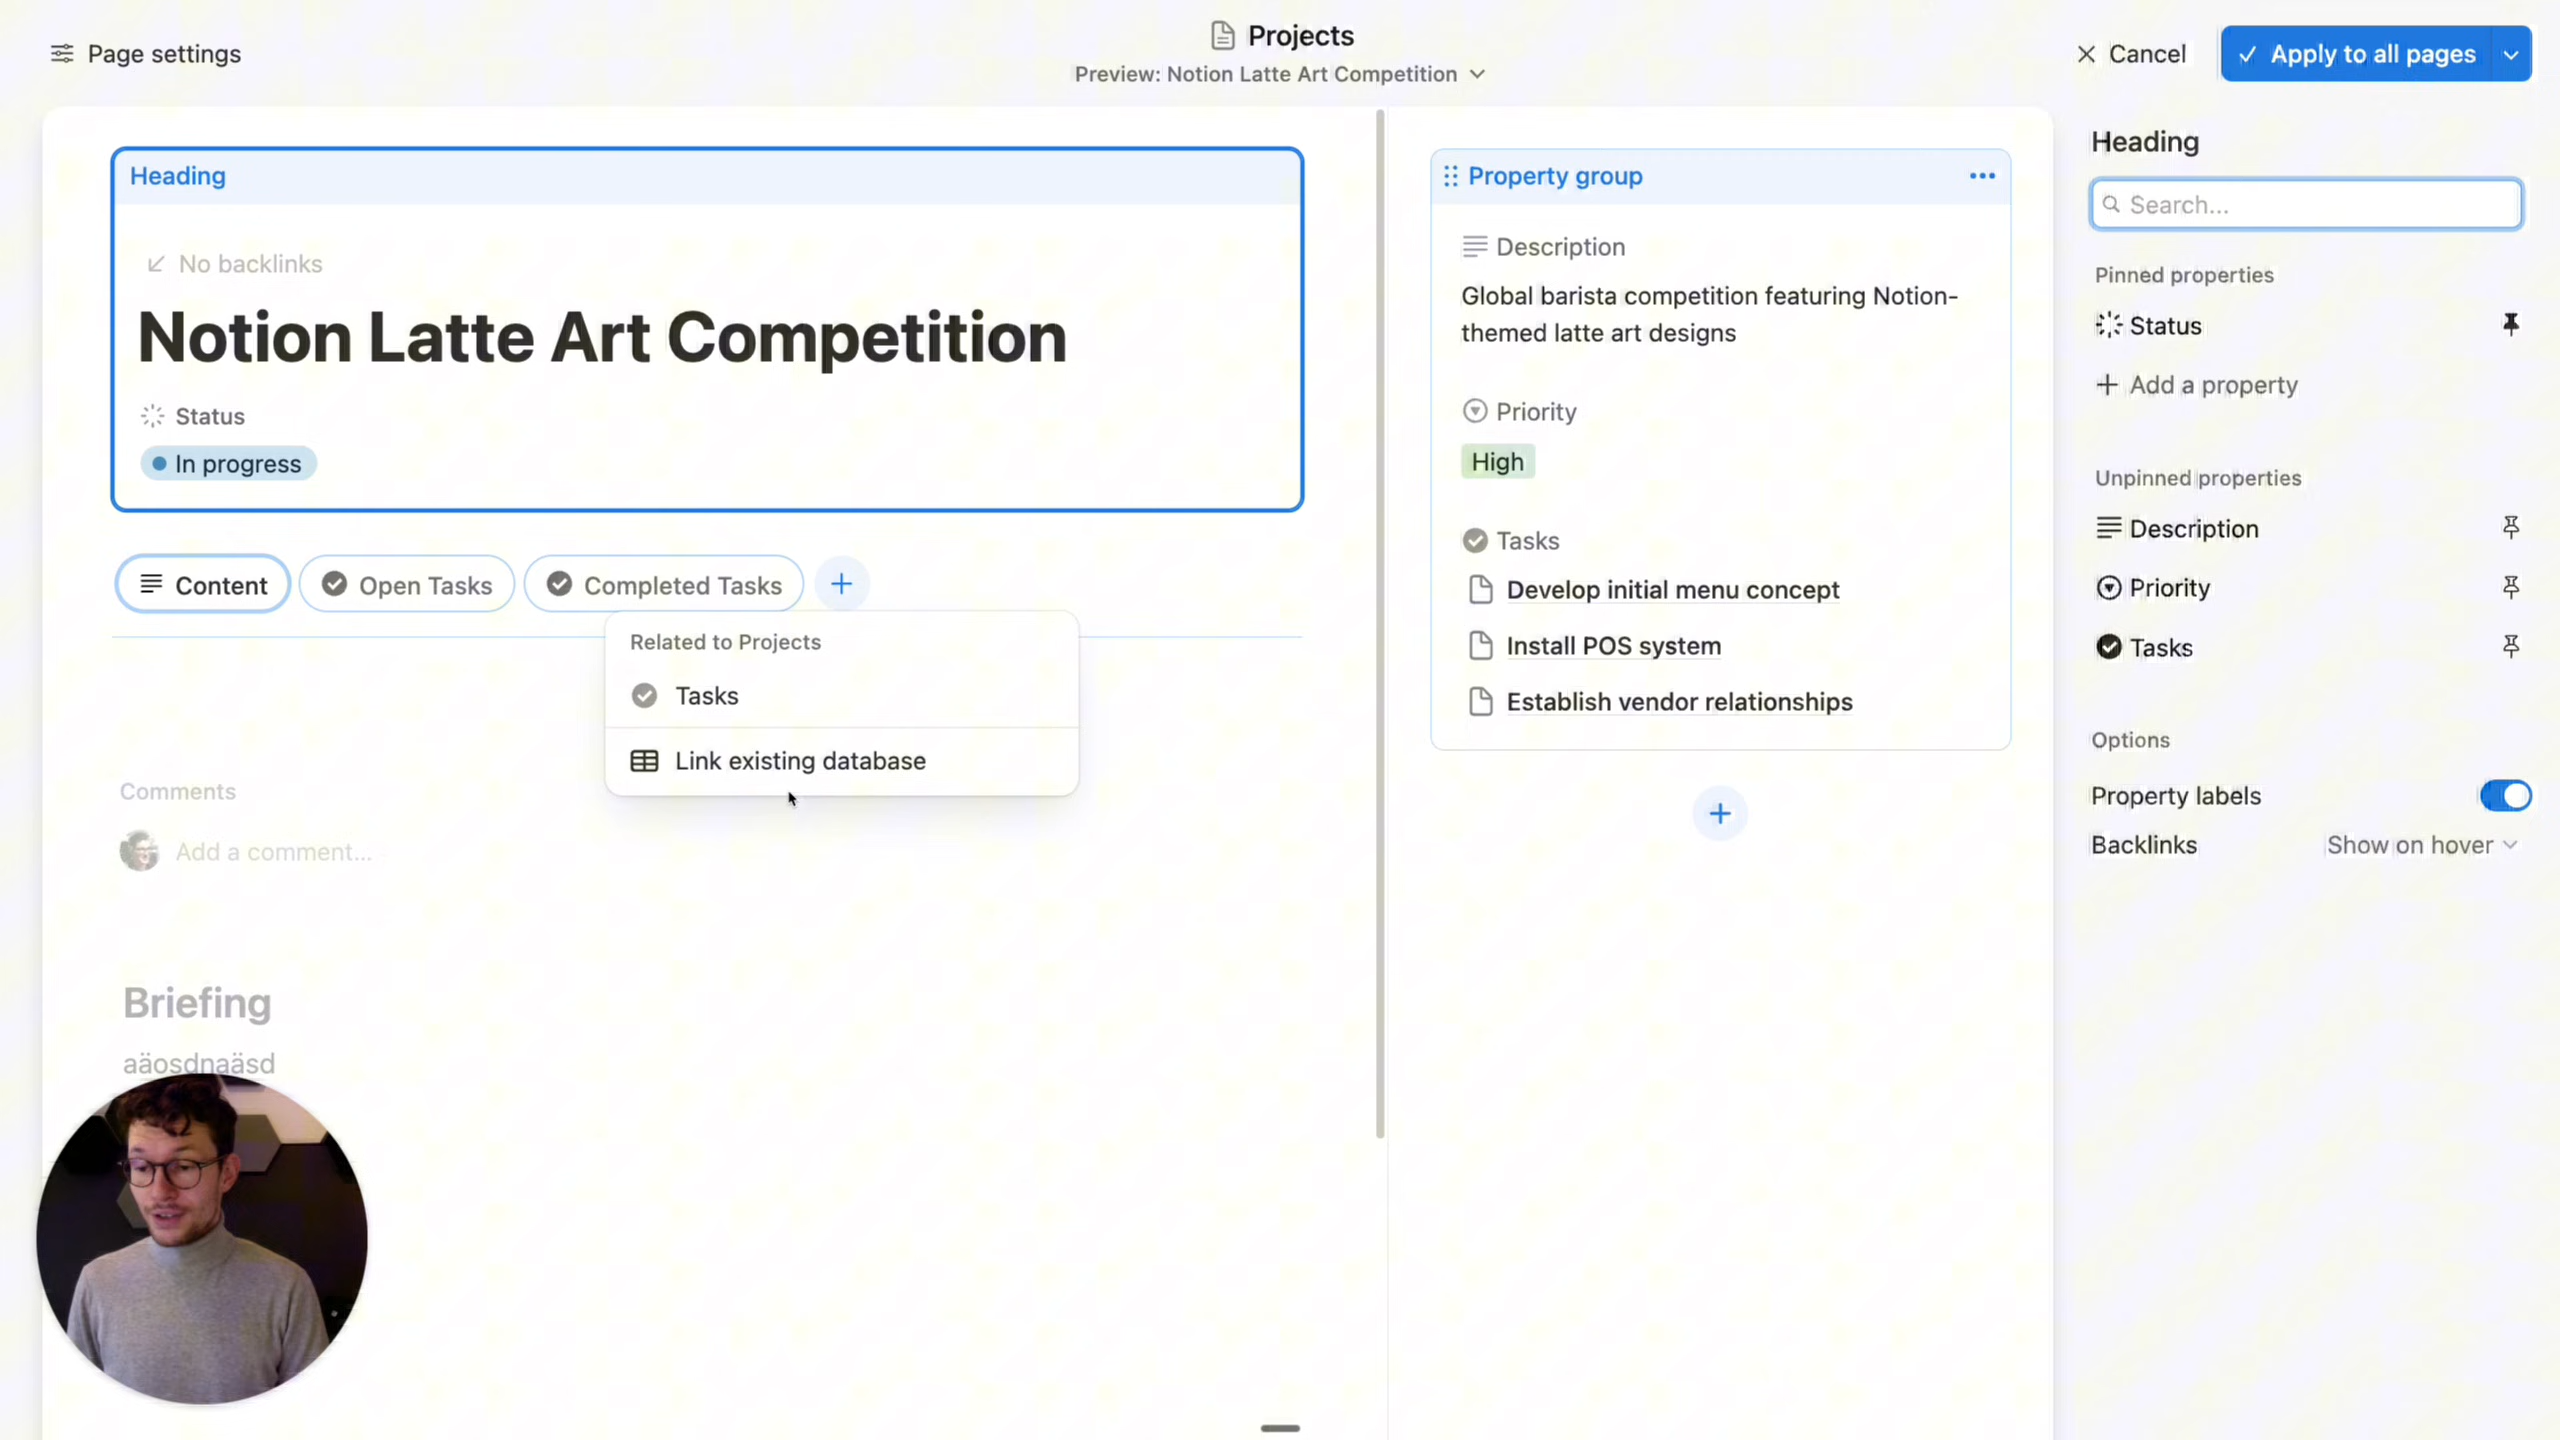 Page settings
Projects
Preview: Notion Latte Art Competition
Cancel
Apply to all pages
Heading
No backlinks
Notion Latte Art Competition
Status
In progress
Content
Open Tasks
Completed Tasks
Related to Projects
Tasks
Link existing database
Comments
Add a comment...
Briefing
aäosdnaäsd
Property group
Description
Global barista competition featuring Notion-
themed latte art designs
Priority
High
Tasks
Develop initial menu concept
Install POS system
Establish vendor relationships
Heading
Search...
Pinned properties
Status
Add a property
Unpinned properties
Description
Priority
Tasks
Options
Property labels
Backlinks
Show on hover